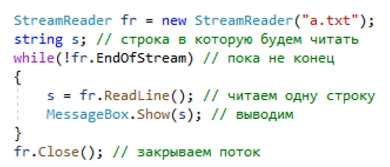 StreamReader fr = new StreamReader("a.txt");
string s; // строка в которую будем читать
while(!fr.EndOfStream) // пока не конец
{
s = fr.ReadLine(); // читаем одну строку
MessageBox.Show(s); // выводим
}
fr.Close(); // закрываем поток